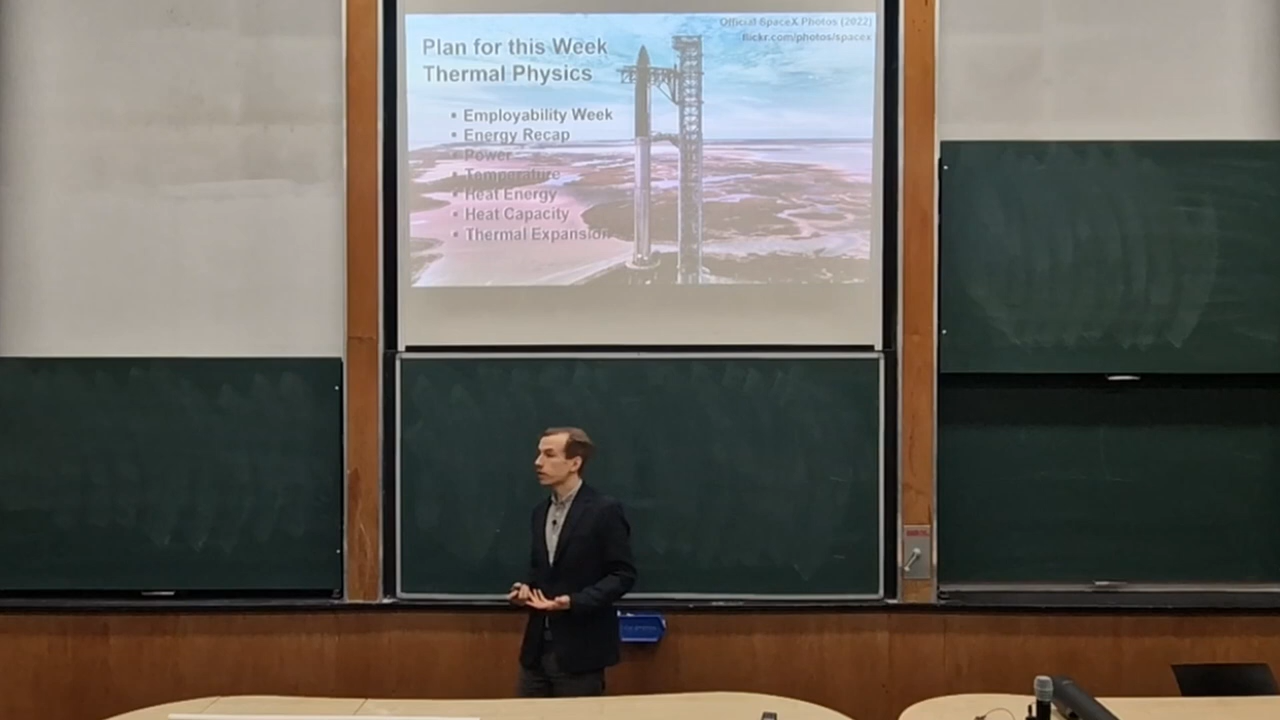 Official SpaceX Photos (2022)
flickr.com/photos/spacex
Plan for this Week
Thermal Physics
▪ Employability Week
▪ Energy Recap
▪ Power
▪ Temperature
▪ Heat Energy
▪ Heat Capacity
▪ Thermal Expansion